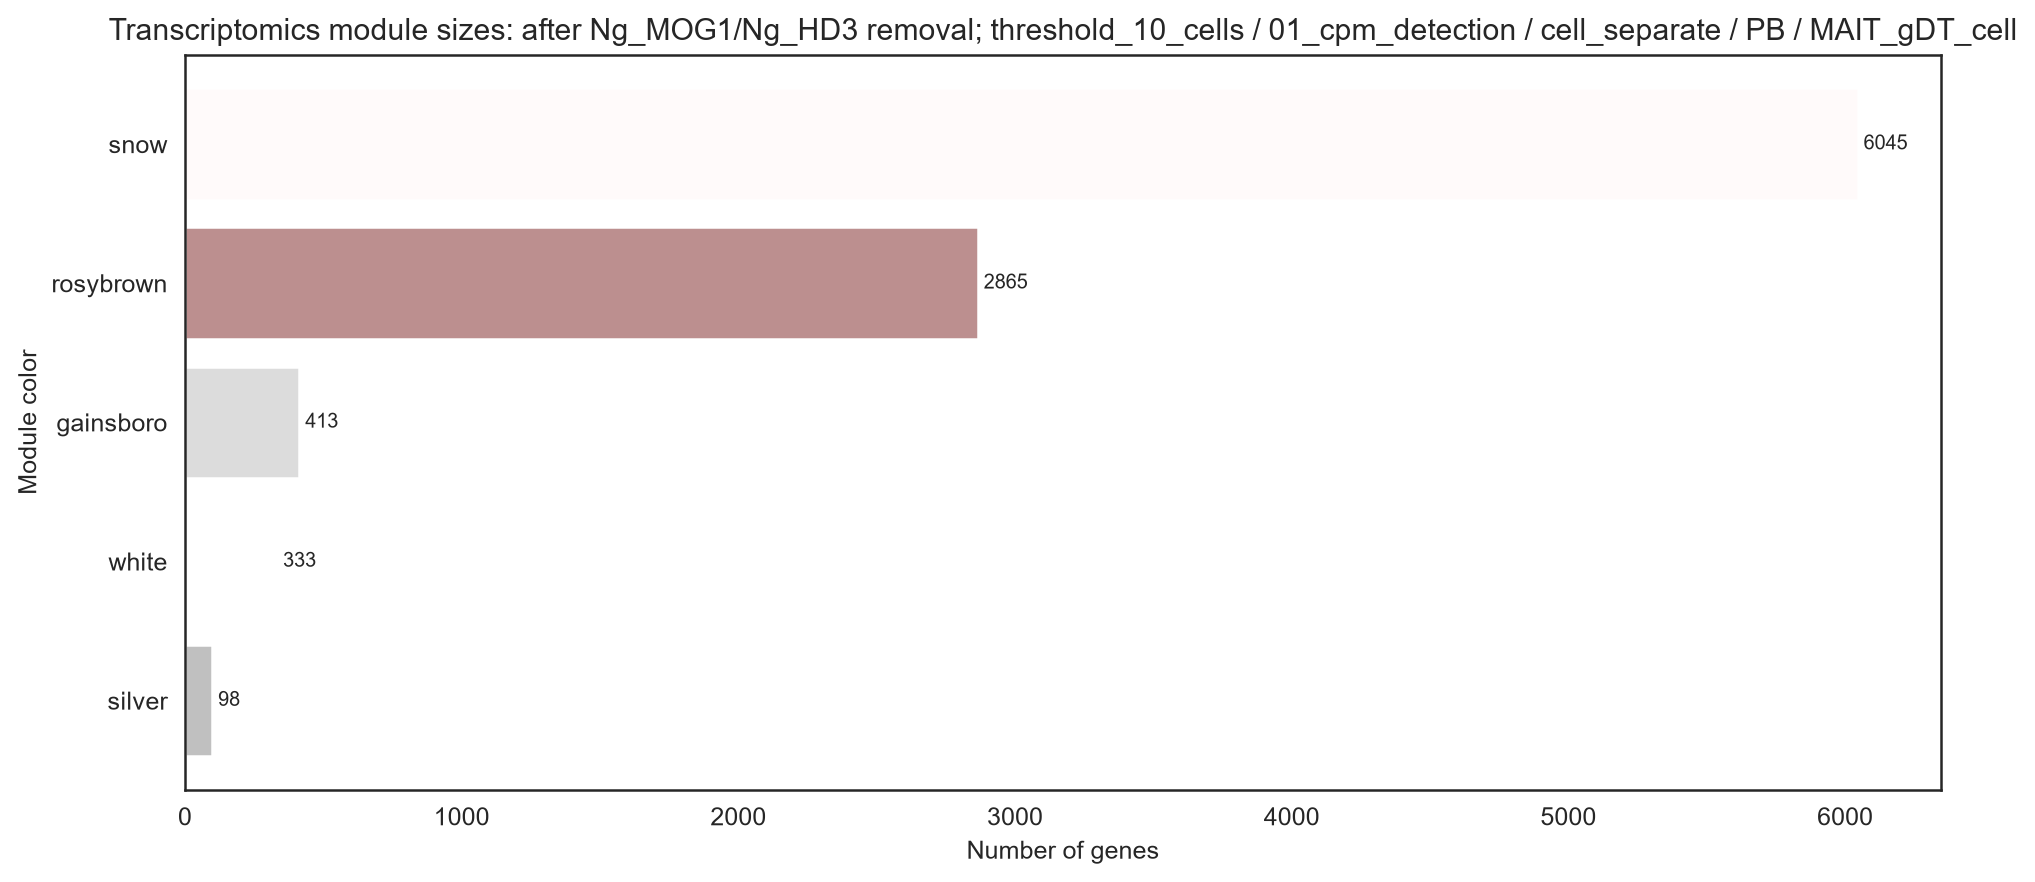 Transcriptomics module sizes: after Ng_MOG1/Ng_HD3 removal; threshold_10_cells / 01_cpm_detection / cell_separate / PB / MAIT_gDT_cell
Module color
snow
6045
rosybrown
2865
gainsboro
413
white
333
silver
98
0 1000 2000 3000 4000 5000 6000
Number of genes